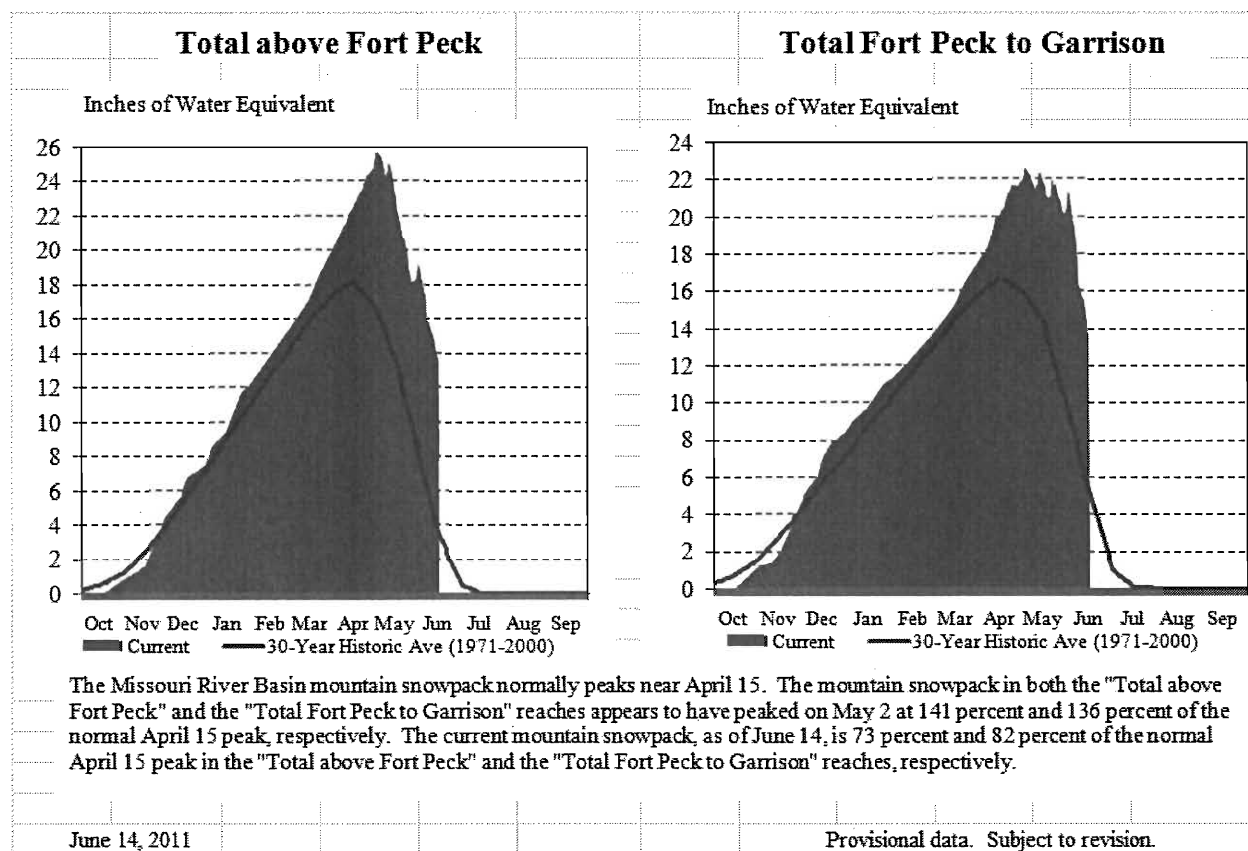 Total above Fort Peck
Inches of Water Equivalent
26
24
22
20
18
16
14
12
10
8
6
4
2
0
Oct Nov Dec Jan Feb Mar Apr May Jun Jul Aug Sep
Current 30-Year Historic Ave (1971-2000)
Total Fort Peck to Garrison
Inches of Water Equivalent
24
22
20
18
16
14
12
10
8
6
4
2
0
Oct Nov Dec Jan Feb Mar Apr May Jun Jul Aug Sep
Current 30-Year Historic Ave (1971-2000)
The Missouri River Basin mountain snowpack normally peaks near April 15. The mountain snowpack in both the "Total above
Fort Peck" and the "Total Fort Peck to Garrison" reaches appears to have peaked on May 2 at 141 percent and 136 percent of the
normal April 15 peak, respectively. The current mountain snowpack, as of June 14, is 73 percent and 82 percent of the normal
April 15 peak in the "Total above Fort Peck" and the "Total Fort Peck to Garrison" reaches, respectively.
June 14, 2011
Provisional data. Subject to revision.